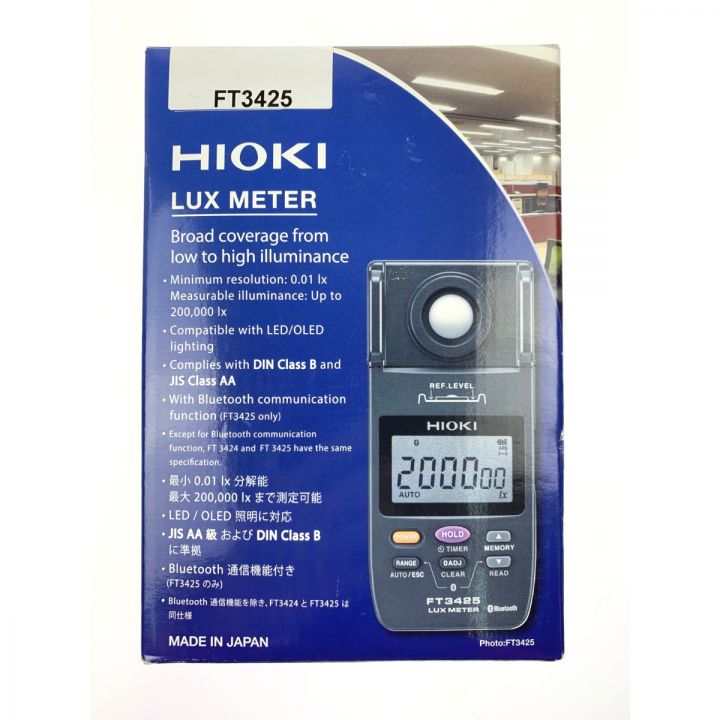 FT3425
HIOKI
LUX METER
Broad coverage from
low to high illuminance
・Minimum resolution: 0.01 lx
Measurable illuminance: Up to
200,000 lx
・Compatible with LED/OLED
lighting
・Complies with DIN Class B and
JIS Class AA
・With Bluetooth communication
function (FT3425 only)
・Except for Bluetooth communication
function, FT 3424 and FT 3425 have the same
specification.
・最小 0.01 lx 分解能
最大 200,000 lx まで測定可能
・LED / OLED 照明に対応
・JIS AA 級 および DIN Class B
に準拠
・Bluetooth 通信機能付き
(FT3425 のみ)
・Bluetooth 通信機能を除き、FT3424 と FT3425 は
同仕様
MADE IN JAPAN
REF. LEVEL
HIOKI
APS
200000
AUTO
lx
POWER
HOLD
TIMER
MEMORY
RANGE
0ADJ
AUTO/ESC
CLEAR
READ
FT3425
LUX METER
Bluetooth
Photo:FT3425